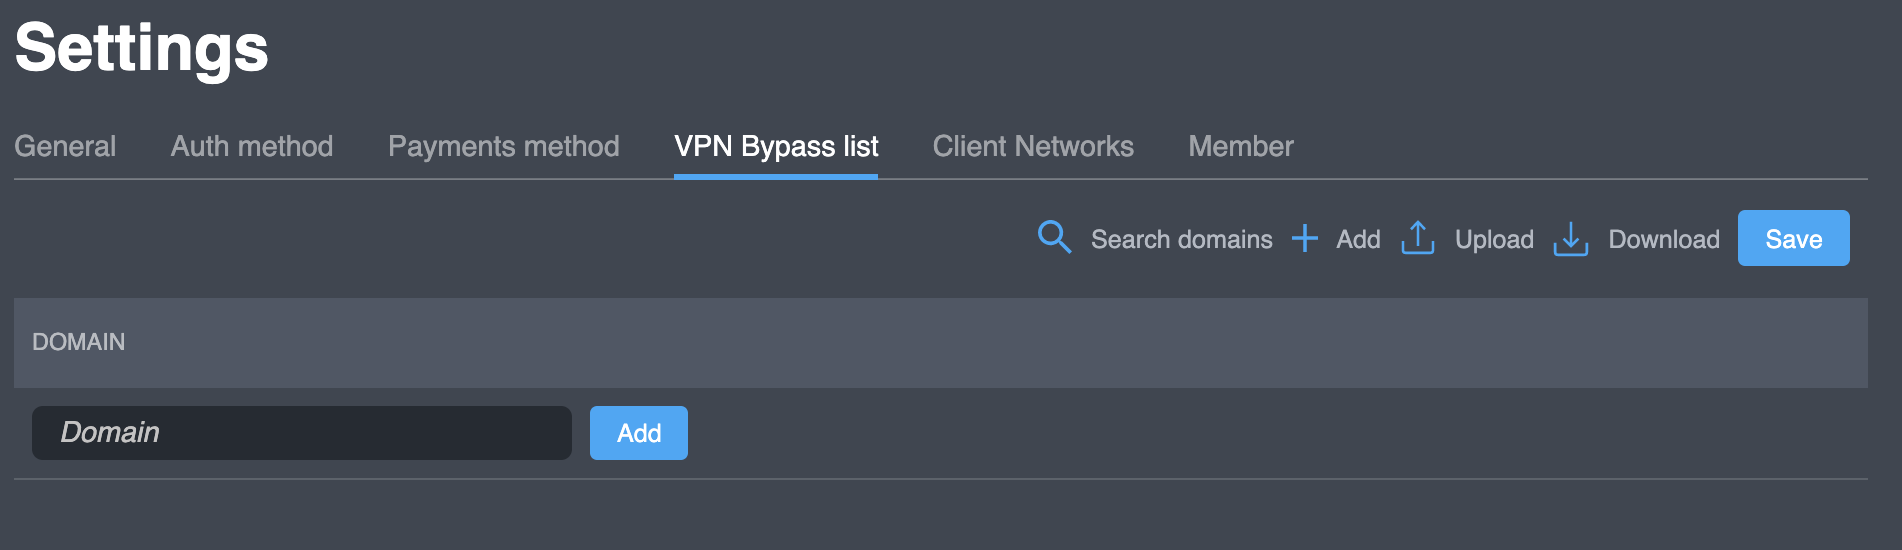 Settings
General Auth method Payments method VPN Bypass list Client Networks Member
Search domains Add Upload Download Save
DOMAIN
Domain Add